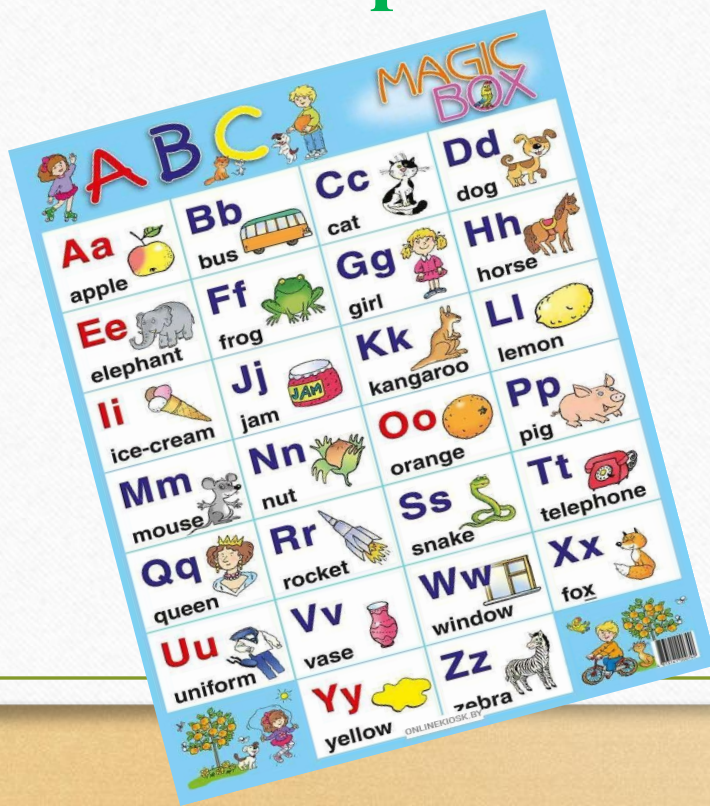 MAGIC
BOX
A B C
Aa
apple
Bb
bus
Cc
cat
Dd
dog
Ee
elephant
Ff
frog
Gg
girl
Hh
horse
Ii
ice-cream
Jj
JAM
jam
Kk
kangaroo
Ll
lemon
Mm
mouse
Nn
nut
Oo
orange
Pp
pig
Qq
queen
Rr
rocket
Ss
snake
Tt
telephone
Uu
uniform
Vv
vase
Ww
window
Xx
fox
Yy
yellow
Zz
zebra
ONLINEKIOSK.BY